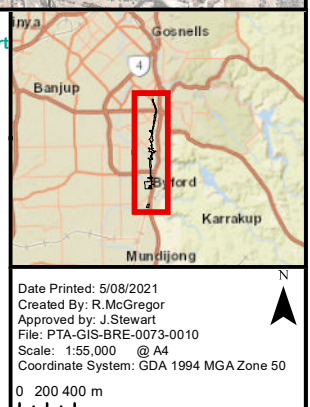 inya
Gosnells
rt
4
Banjup
Byford
Karrakup
Mundijong
N
Date Printed: 5/08/2021
Created By: R.McGregor
Approved by: J.Stewart
File: PTA-GIS-BRE-0073-0010
Scale: 1:55,000 @ A4
Coordinate System: GDA 1994 MGA Zone 50
0 200 400 m